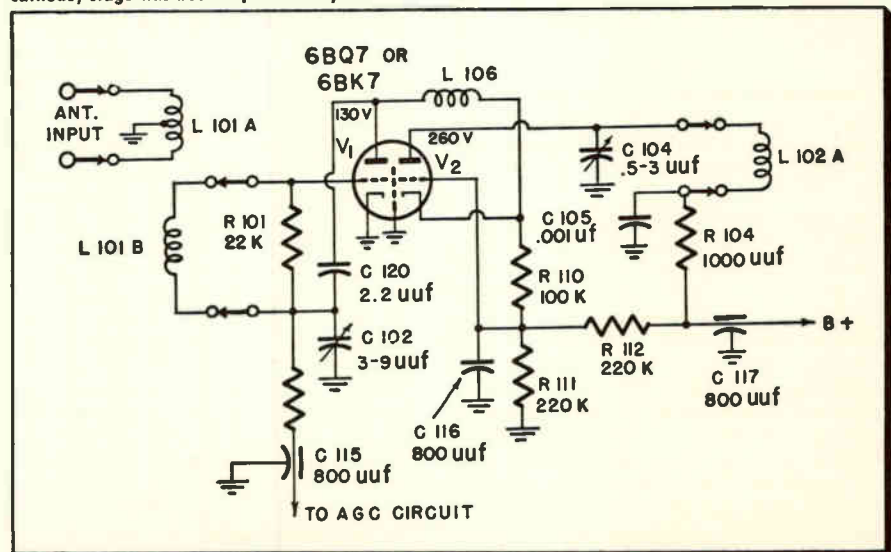 6BQ7 OR
6BK7
L 106
130V
260V
ANT.
INPUT
L 101 A
V1
V2
C 104
.5-3 uuf
L 102 A
C 105
.001uf
R 104
1000 uuf
L 101 B
R 101
22 K
C 120
2.2 uuf
R 110
100 K
C 102
3-9uuf
B +
R 112
220 K
C 117
800 uuf
R 111
220 K
C 116
800 uuf
C 115
800 uuf
TO AGC CIRCUIT